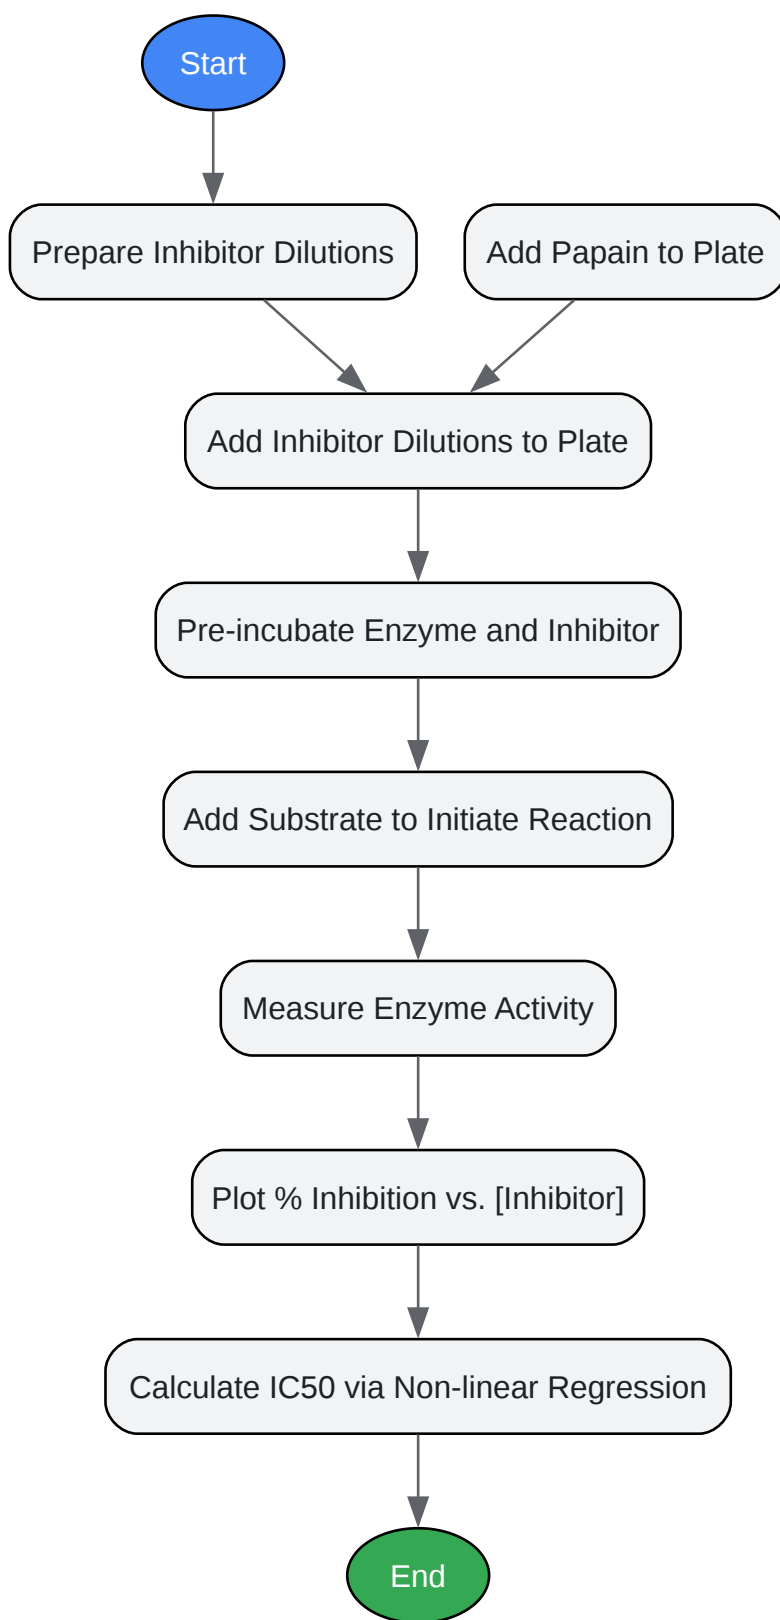 Start
Prepare Inhibitor Dilutions
Add Papain to Plate
Add Inhibitor Dilutions to Plate
Pre-incubate Enzyme and Inhibitor
Add Substrate to Initiate Reaction
Measure Enzyme Activity
Plot % Inhibition vs. [Inhibitor]
Calculate IC50 via Non-linear Regression
End